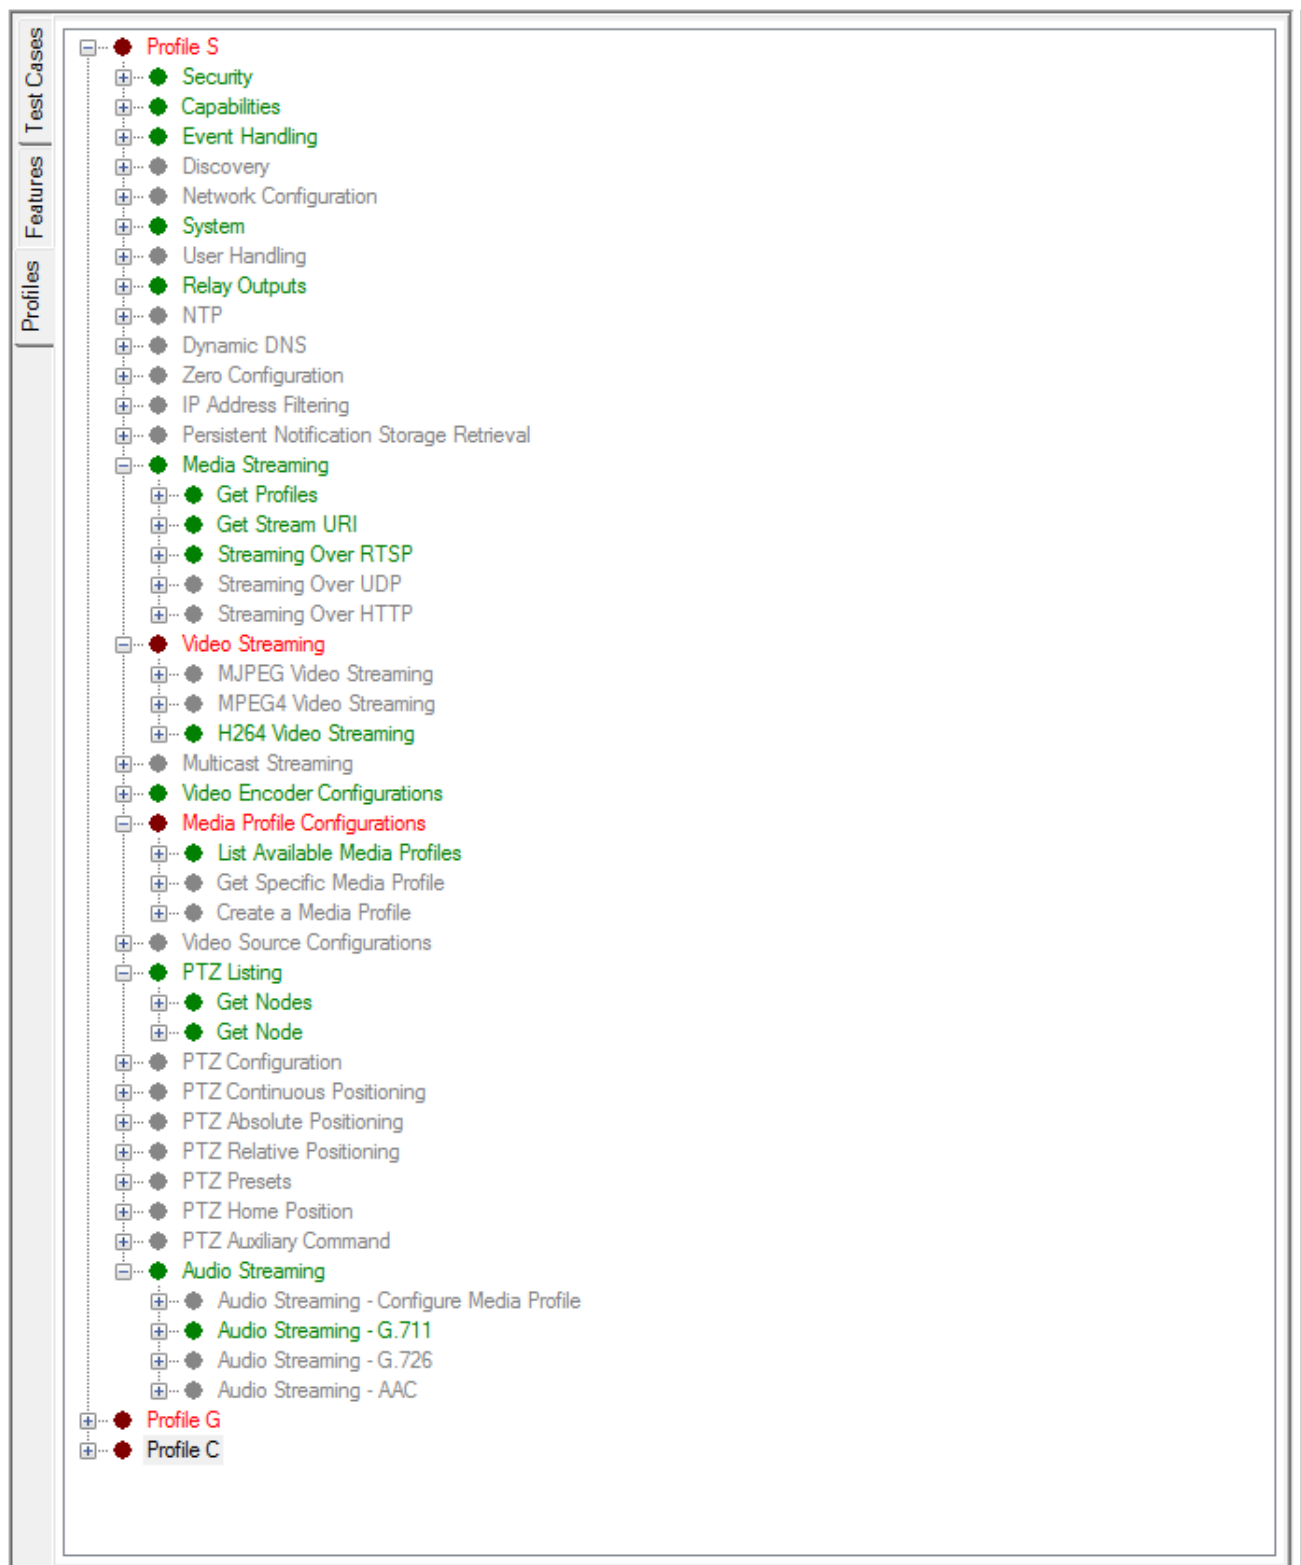 Test Cases
Features
Profiles
Profile S
Security
Capabilities
Event Handling
Discovery
Network Configuration
System
User Handling
Relay Outputs
NTP
Dynamic DNS
Zero Configuration
IP Address Filtering
Persistent Notification Storage Retrieval
Media Streaming
Get Profiles
Get Stream URI
Streaming Over RTSP
Streaming Over UDP
Streaming Over HTTP
Video Streaming
MJPEG Video Streaming
MPEG4 Video Streaming
H264 Video Streaming
Multicast Streaming
Video Encoder Configurations
Media Profile Configurations
List Available Media Profiles
Get Specific Media Profile
Create a Media Profile
Video Source Configurations
PTZ Listing
Get Nodes
Get Node
PTZ Configuration
PTZ Continuous Positioning
PTZ Absolute Positioning
PTZ Relative Positioning
PTZ Presets
PTZ Home Position
PTZ Auxiliary Command
Audio Streaming
Audio Streaming - Configure Media Profile
Audio Streaming - G.711
Audio Streaming - G.726
Audio Streaming - AAC
Profile G
Profile C